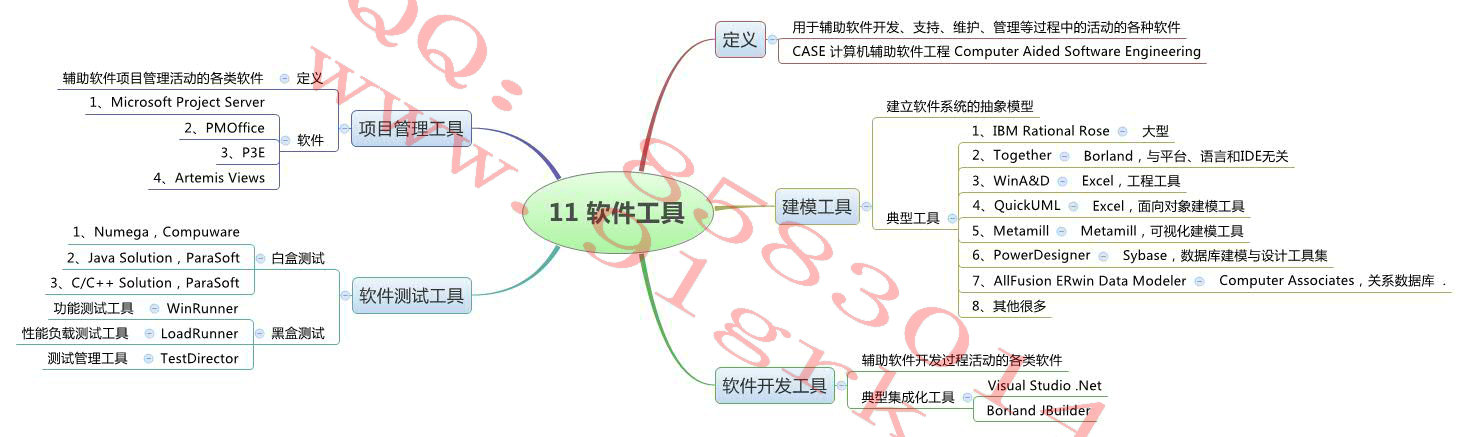 11 软件工具
定义
用于辅助软件开发、支持、维护、管理等过程中的活动的各种软件
CASE 计算机辅助软件工程 Computer Aided Software Engineering
建模工具
建立软件系统的抽象模型
典型工具
1、IBM Rational Rose 大型
2、Together Borland，与平台、语言和IDE无关
3、WinA&D Excel，工程工具
4、QuickUML Excel，面向对象建模工具
5、Metamill Metamill，可视化建模工具
6、PowerDesigner Sybase，数据库建模与设计工具集
7、AllFusion ERwin Data Modeler Computer Associates，关系数据库 .
8、其他很多
软件开发工具
辅助软件开发过程活动的各类软件
典型集成化工具
Visual Studio .Net
Borland JBuilder
项目管理工具
辅助软件项目管理活动的各类软件 定义
软件
1、Microsoft Project Server
2、PMOffice
3、P3E
4、Artemis Views
软件测试工具
白盒测试
1、Numega，Compuware
2、Java Solution，ParaSoft
3、C/C++ Solution，ParaSoft
黑盒测试
功能测试工具 WinRunner
性能负载测试工具 LoadRunner
测试管理工具 TestDirector
QQ: 8583014
www.91grk